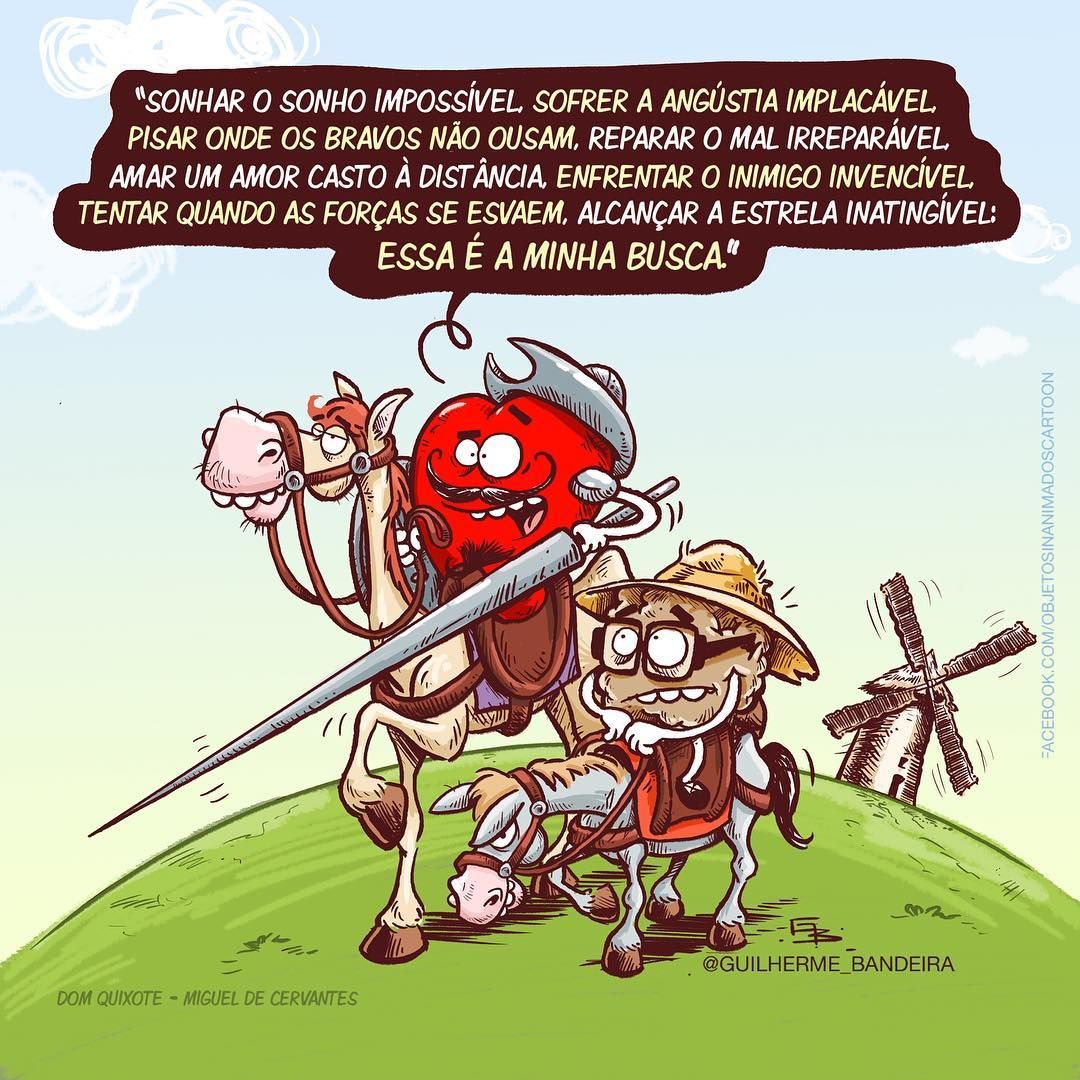 "SONHAR O SONHO IMPOSSÍVEL, SOFRER A ANGÚSTIA IMPLACÁVEL,
PISAR ONDE OS BRAVOS NÃO OUSAM, REPARAR O MAL IRREPARÁVEL,
AMAR UM AMOR CASTO À DISTÂNCIA, ENFRENTAR O INIMIGO INVENCÍVEL,
TENTAR QUANDO AS FORÇAS SE ESVAEM, ALCANÇAR A ESTRELA INATINGÍVEL:
ESSA É A MINHA BUSCA."
FACEBOOK.COM/OBJETOSINANIMADOSCARTOON
GB
@GUILHERME_BANDEIRA
DOM QUIXOTE - MIGUEL DE CERVANTES